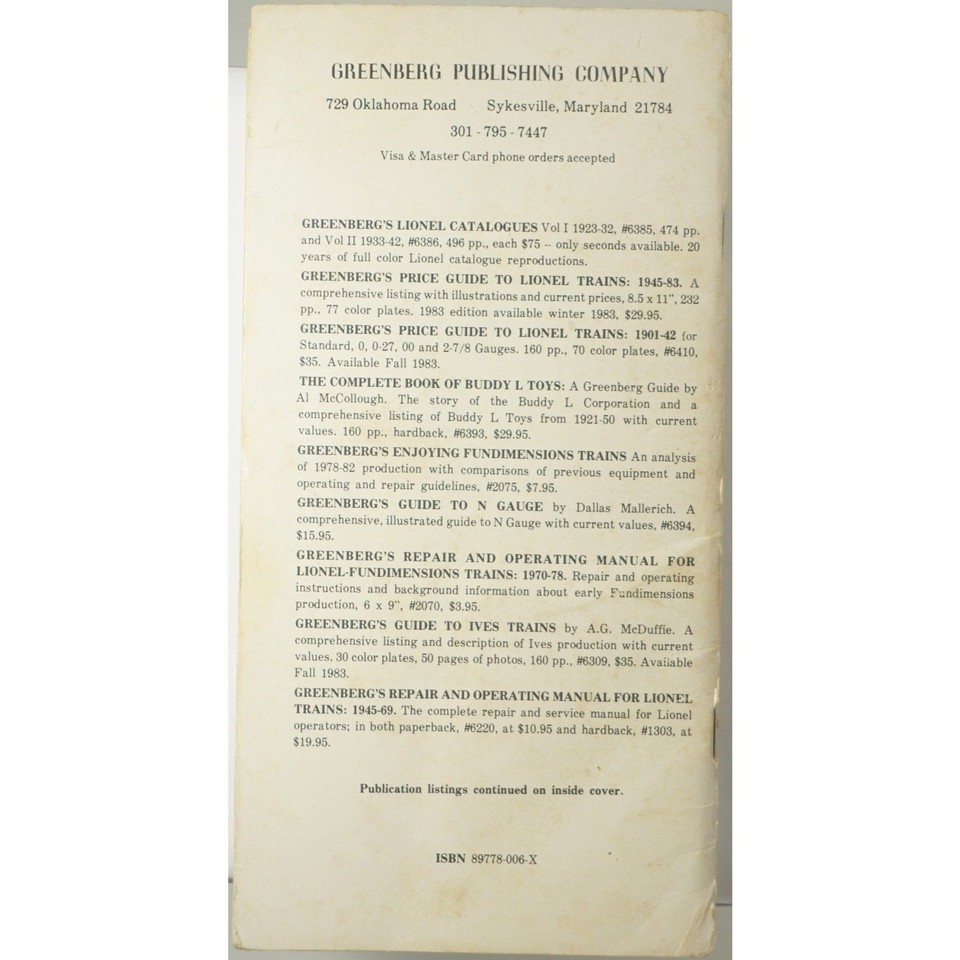 GREENBERG PUBLISHING COMPANY
729 Oklahoma Road Sykesville, Maryland 21784
301 - 795 - 7447
Visa & Master Card phone orders accepted
GREENBERG'S LIONEL CATALOGUES Vol I 1923-32, #6385, 474 pp.
and Vol II 1933-42, #6386, 496 pp., each $75 -- only seconds available. 20
years of full color Lionel catalogue reproductions.
GREENBERG'S PRICE GUIDE TO LIONEL TRAINS: 1945-83. A
comprehensive listing with illustrations and current prices, 8.5 x 11", 232
pp., 77 color plates. 1983 edition available winter 1983, $29.95.
GREENBERG'S PRICE GUIDE TO LIONEL TRAINS: 1901-42 for
Standard, 0, 0-27, 00 and 2-7/8 Gauges. 160 pp., 70 color plates, #6410,
$35. Available Fall 1983.
THE COMPLETE BOOK OF BUDDY L TOYS: A Greenberg Guide by
Al McCollough. The story of the Buddy L Corporation and a
comprehensive listing of Buddy L Toys from 1921-50 with current
values. 160 pp., hardback, #6393, $29.95.
GREENBERG'S ENJOYING FUNDIMENSIONS TRAINS An analysis
of 1978-82 production with comparisons of previous equipment and
operating and repair guidelines, #2075, $7.95.
GREENBERG'S GUIDE TO N GAUGE by Dallas Mallerich. A
comprehensive, illustrated guide to N Gauge with current values, #6394,
$15.95.
GREENBERG'S REPAIR AND OPERATING MANUAL FOR
LIONEL-FUNDIMENSIONS TRAINS: 1970-78. Repair and operating
instructions and background information about early Fundimensions
production, 6 x 9", #2070, $3.95.
GREENBERG'S GUIDE TO IVES TRAINS by A.G. McDuffie. A
comprehensive listing and description of Ives production with current
values. 30 color plates, 50 pages of photos, 160 pp., #6309, $35. Available
Fall 1983.
GREENBERG'S REPAIR AND OPERATING MANUAL FOR LIONEL
TRAINS: 1945-69. The complete repair and service manual for Lionel
operators; in both paperback, #6220, at $10.95 and hardback, #1303, at
$19.95.
Publication listings continued on inside cover.
ISBN 89778-006-X